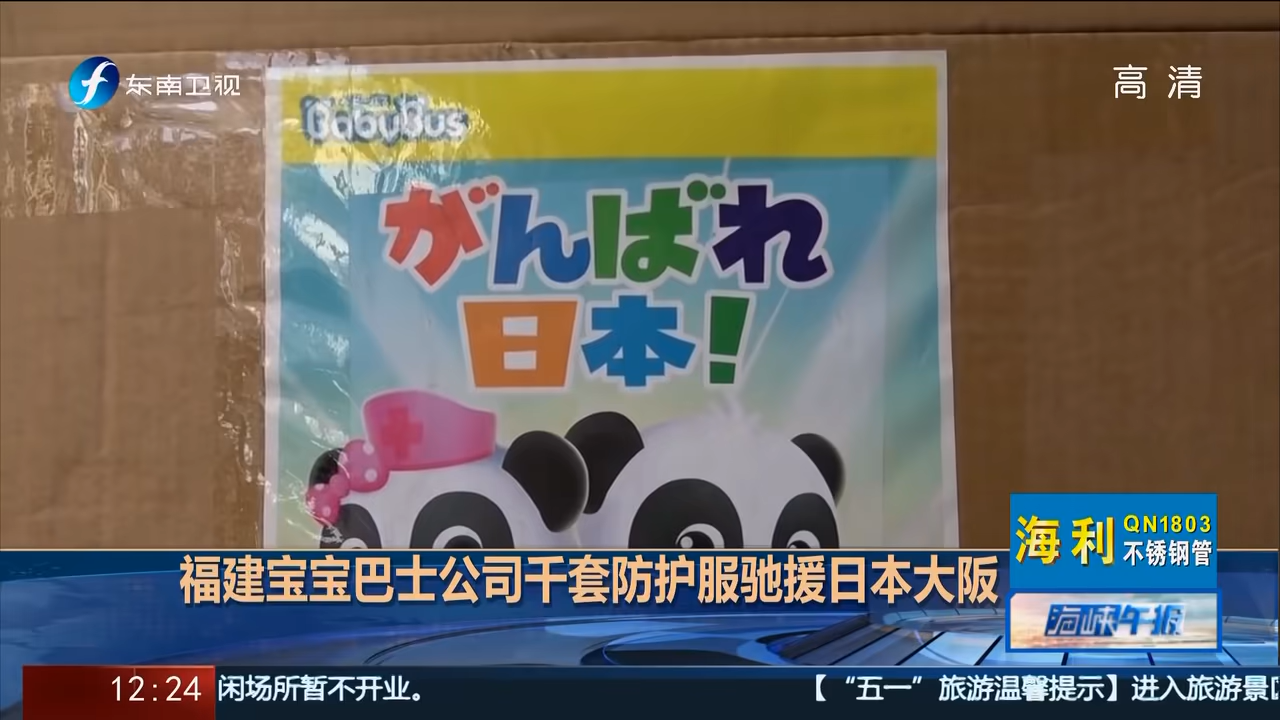 东南卫视
高清
BabyBus
がんばれ
日本!
海利
QN1803
不锈钢管
福建宝宝巴士公司千套防护服驰援日本大阪
海峡午报
12:24
闲场所暂不开业。
【“五一”旅游温馨提示】进入旅游景区